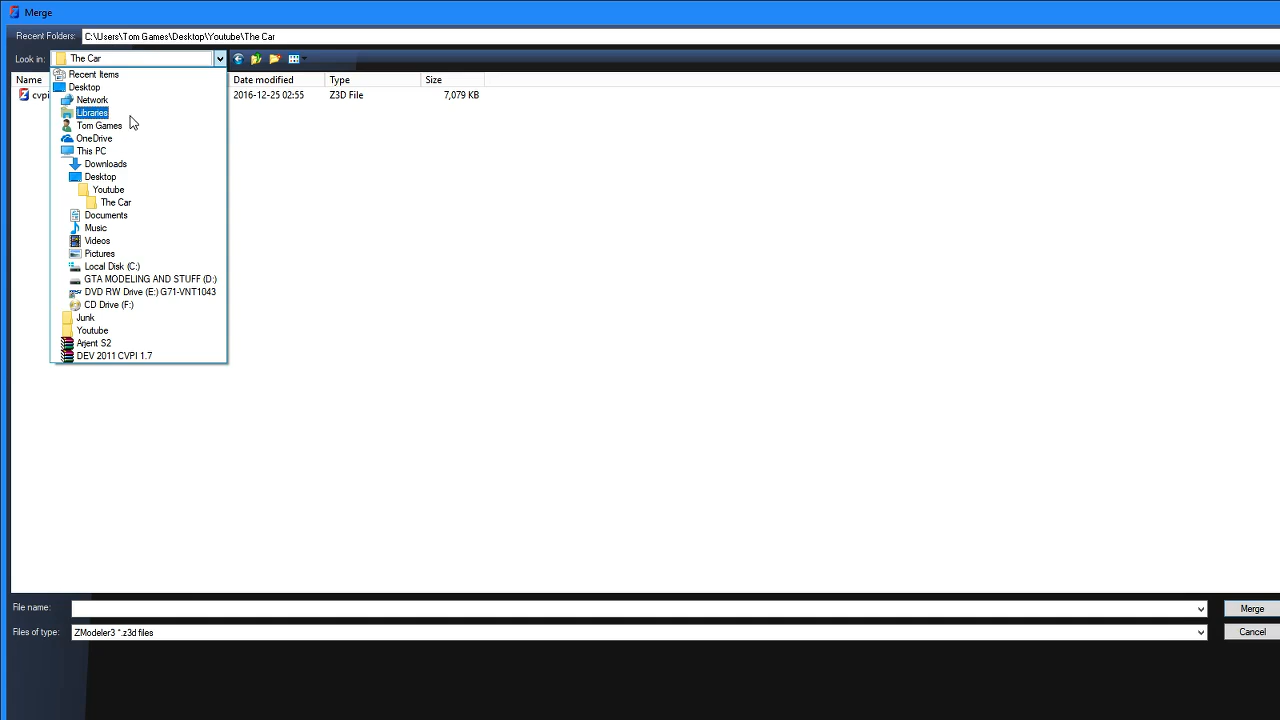 Merge
Recent Folders: C:\Users\Tom Games\Desktop\Youtube\The Car
Look in: The Car
Name Date modified Type Size
cvpi 2016-12-25 02:55 Z3D File 7,079 KB
Recent Items
Desktop
Network
Libraries
Tom Games
OneDrive
This PC
Downloads
Desktop
Youtube
The Car
Documents
Music
Videos
Pictures
Local Disk (C:)
GTA MODELING AND STUFF (D:)
DVD RW Drive (E:) G71-VNT1043
CD Drive (F:)
Junk
Youtube
Arjent S2
DEV 2011 CVPI 1.7
File name: Merge
Files of type: ZModeler3 *.z3d files Cancel